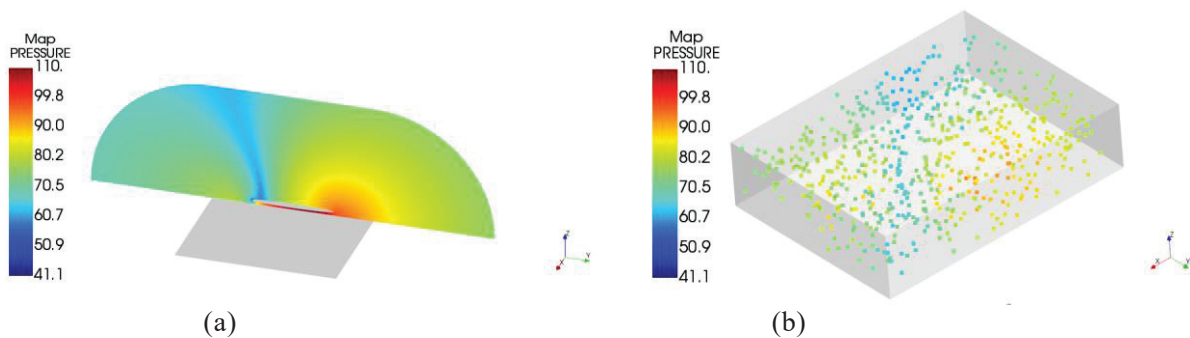 Map
PRESSURE
110.
99.8
90.0
80.2
70.5
60.7
50.9
41.1
Z
X
Y
(a)
Map
PRESSURE
110.
99.8
90.0
80.2
70.5
60.7
50.9
41.1
Z
X
Y
(b)